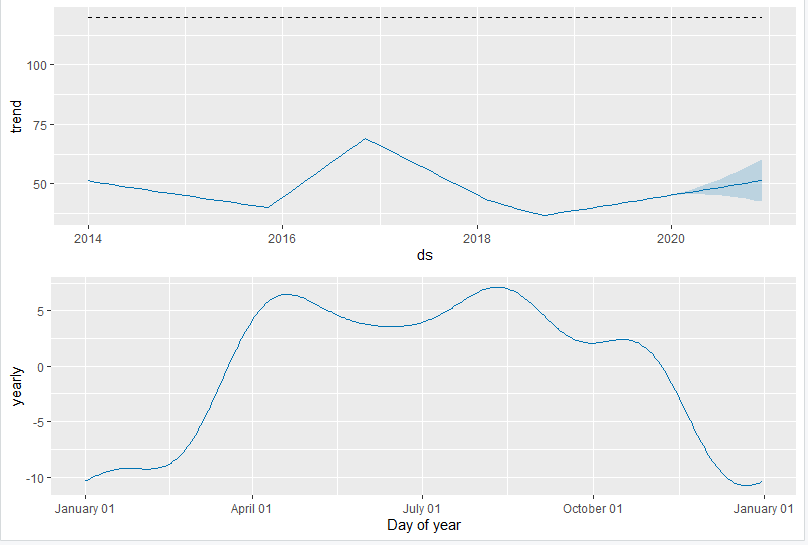 100
75
50
trend
2014 2016 2018 2020
ds
5
0
-5
-10
yearly
January 01 April 01 July 01 October 01 January 01
Day of year